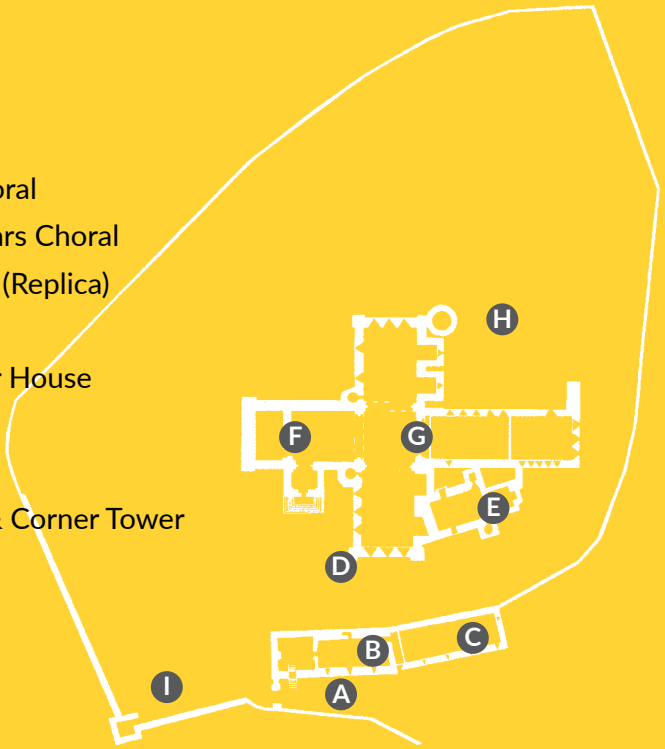 oral
ars Choral
(Replica)
r House
& Corner Tower
H
F
G
E
D
C
B
I
A